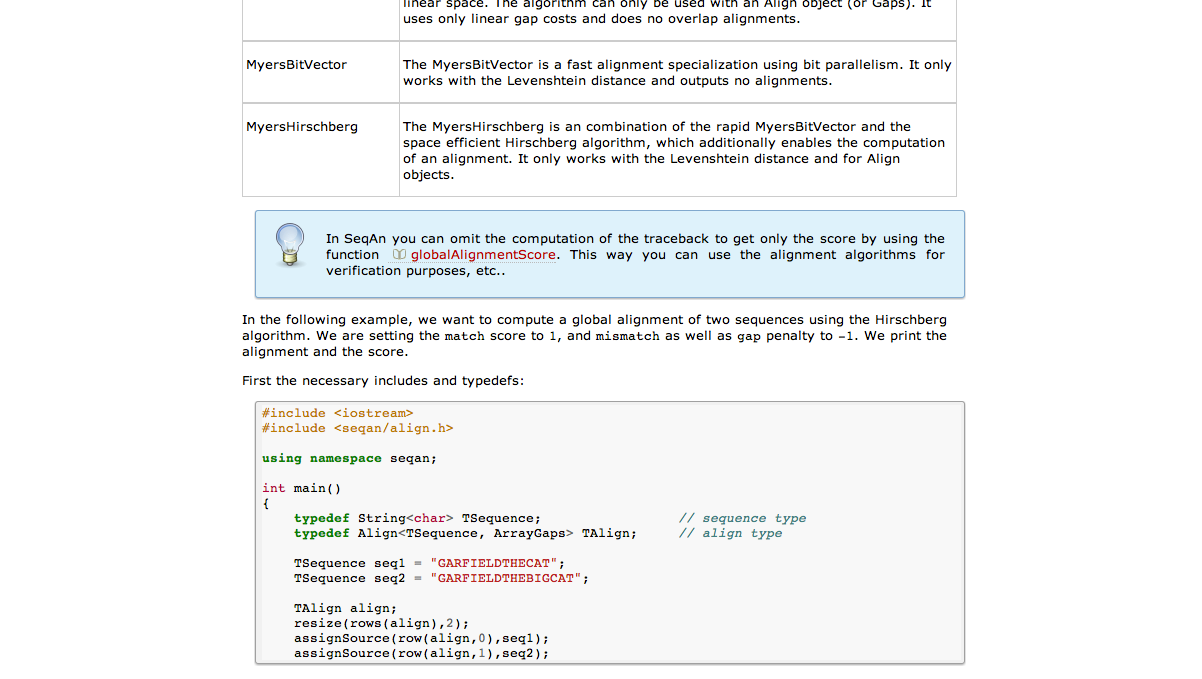 linear space. The algorithm can only be used with an Align object (or Gaps). It
uses only linear gap costs and does no overlap alignments.
MyersBitVector
The MyersBitVector is a fast alignment specialization using bit parallelism. It only
works with the Levenshtein distance and outputs no alignments.
MyersHirschberg
The MyersHirschberg is an combination of the rapid MyersBitVector and the
space efficient Hirschberg algorithm, which additionally enables the computation
of an alignment. It only works with the Levenshtein distance and for Align
objects.
In SeqAn you can omit the computation of the traceback to get only the score by using the
function globalAlignmentScore. This way you can use the alignment algorithms for
verification purposes, etc..
In the following example, we want to compute a global alignment of two sequences using the Hirschberg
algorithm. We are setting the match score to 1, and mismatch as well as gap penalty to -1. We print the
alignment and the score.
First the necessary includes and typedefs:
#include <iostream>
#include <seqan/align.h>
using namespace seqan;
int main()
{
typedef String<char> TSequence; // sequence type
typedef Align<TSequence, ArrayGaps> TAlign; // align type
TSequence seq1 = "GARFIELDTHECAT";
TSequence seq2 = "GARFIELDTHEBIGCAT";
TAlign align;
resize(rows(align),2);
assignSource(row(align,0),seq1);
assignSource(row(align,1),seq2);